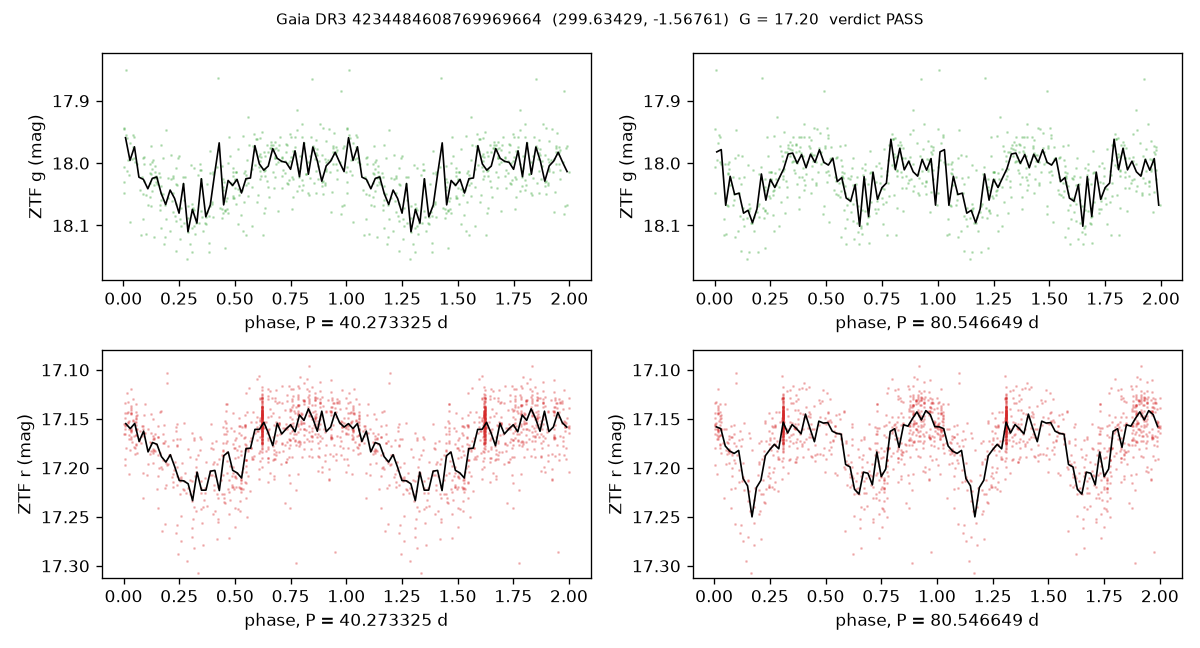 Gaia DR3 4234484608769969664 (299.63429, -1.56761) G = 17.20 verdict PASS
ZTF g (mag)
17.9
18.0
18.1
0.00 0.25 0.50 0.75 1.00 1.25 1.50 1.75 2.00
phase, P = 40.273325 d
ZTF g (mag)
17.9
18.0
18.1
0.00 0.25 0.50 0.75 1.00 1.25 1.50 1.75 2.00
phase, P = 80.546649 d
ZTF r (mag)
17.10
17.15
17.20
17.25
17.30
0.00 0.25 0.50 0.75 1.00 1.25 1.50 1.75 2.00
phase, P = 40.273325 d
ZTF r (mag)
17.10
17.15
17.20
17.25
17.30
0.00 0.25 0.50 0.75 1.00 1.25 1.50 1.75 2.00
phase, P = 80.546649 d